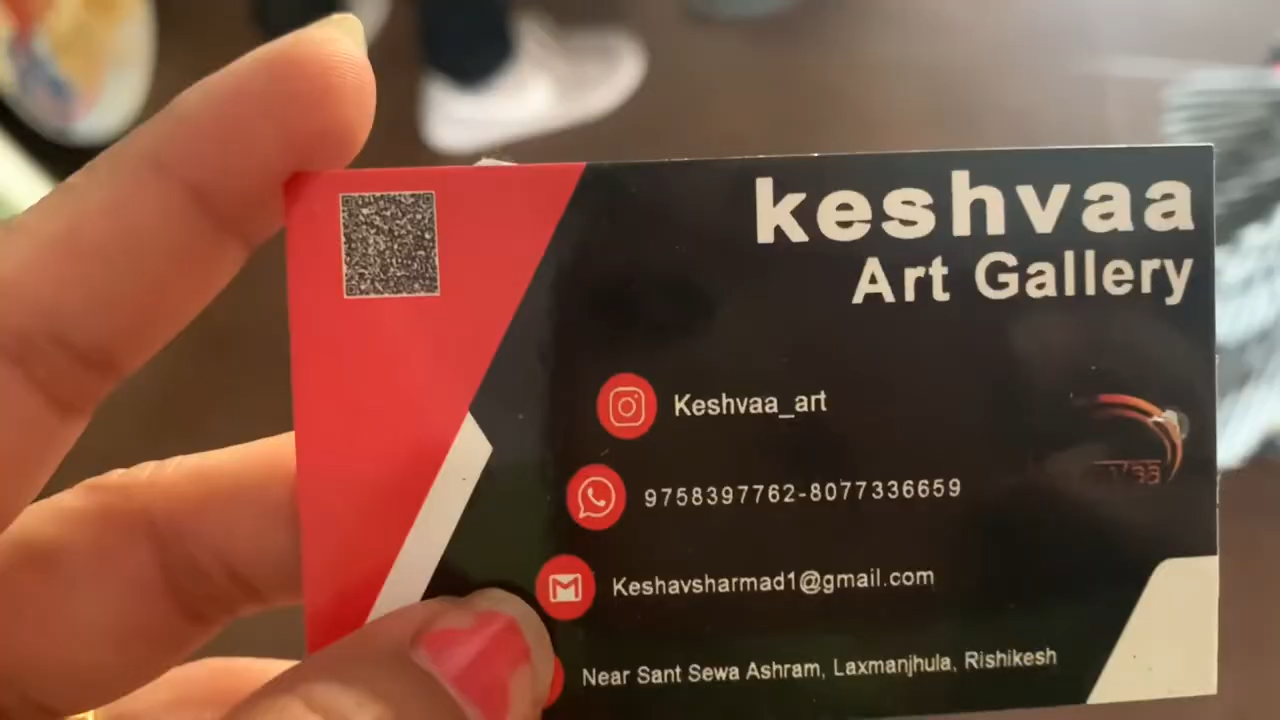 keshvaa
Art Gallery
Keshvaa_art
9758397762-8077336659
Keshavsharmad1@gmail.com
Near Sant Sewa Ashram, Laxmanjhula, Rishikesh